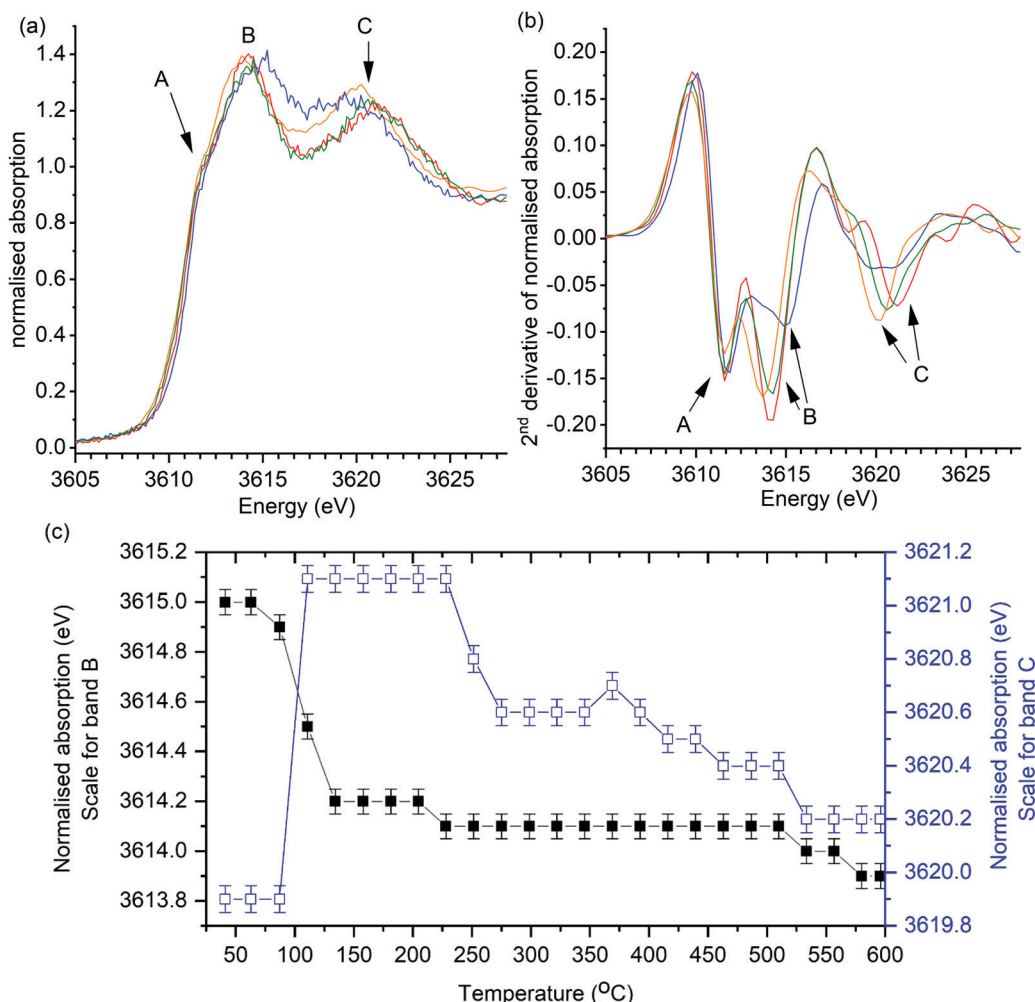 (a)
B
C
A
normalised absorption
1.4
1.2
1.0
0.8
0.6
0.4
0.2
0.0
3605 3610 3615 3620 3625
Energy (eV)
(b)
2nd derivative of normalised absorption
0.20
0.15
0.10
0.05
0.00
-0.05
-0.10
-0.15
-0.20
A
B
C
3605 3610 3615 3620 3625
Energy (eV)
(c)
Normalised absorption (eV)
Scale for band B
3615.2
3615.0
3614.8
3614.6
3614.4
3614.2
3614.0
3613.8
3621.2
3621.0
3620.8
3620.6
3620.4
3620.2
3620.0
3619.8
Normalised absorption (eV)
Scale for band C
50 100 150 200 250 300 350 400 450 500 550 600
Temperature (OC)